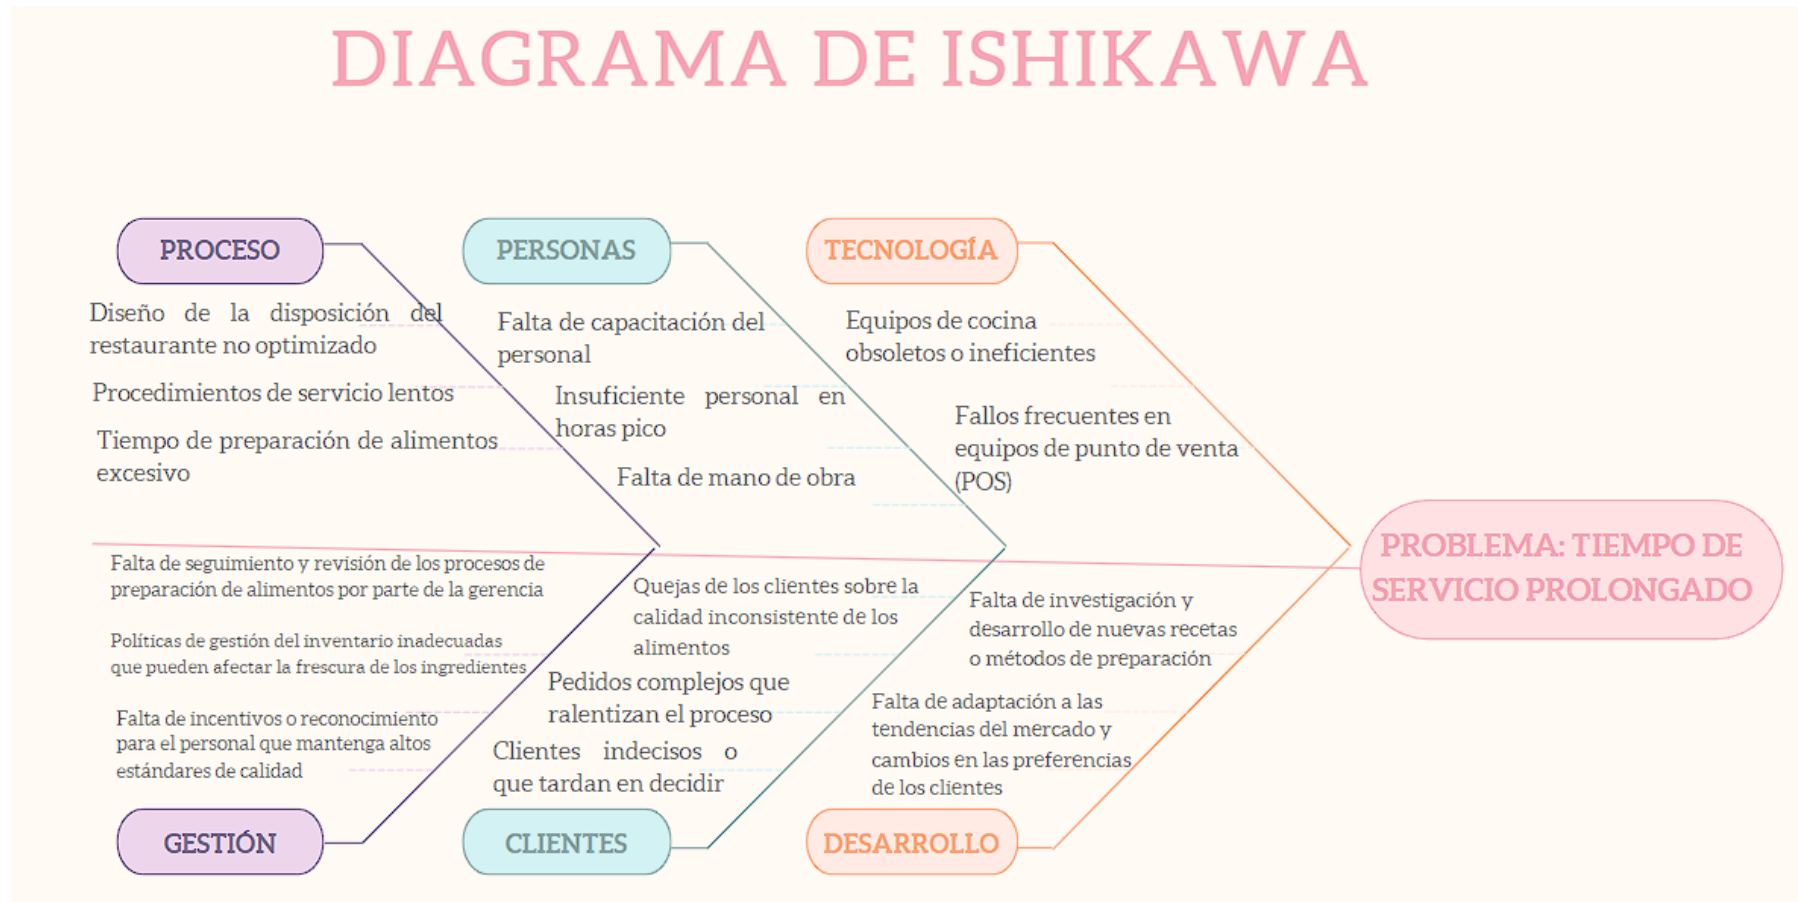 DIAGRAMA DE ISHIKAWA
PROCESO
Diseño de la disposición del
restaurante no optimizado
Procedimientos de servicio lentos
Tiempo de preparación de alimentos
excesivo
PERSONAS
Falta de capacitación del
personal
Insuficiente personal en
horas pico
Falta de mano de obra
TECNOLOGÍA
Equipos de cocina
obsoletos o ineficientes
Fallos frecuentes en
equipos de punto de venta
(POS)
PROBLEMA: TIEMPO DE
SERVICIO PROLONGADO
Falta de seguimiento y revisión de los procesos de
preparación de alimentos por parte de la gerencia
Políticas de gestión del inventario inadecuadas
que pueden afectar la frescura de los ingredientes
Falta de incentivos o reconocimiento
para el personal que mantenga altos
estándares de calidad
GESTIÓN
Quejas de los clientes sobre la
calidad inconsistente de los
alimentos
Pedidos complejos que
ralentizan el proceso
Clientes indecisos o
que tardan en decidir
CLIENTES
Falta de investigación y
desarrollo de nuevas recetas
o métodos de preparación
Falta de adaptación a las
tendencias del mercado y
cambios en las preferencias
de los clientes
DESARROLLO